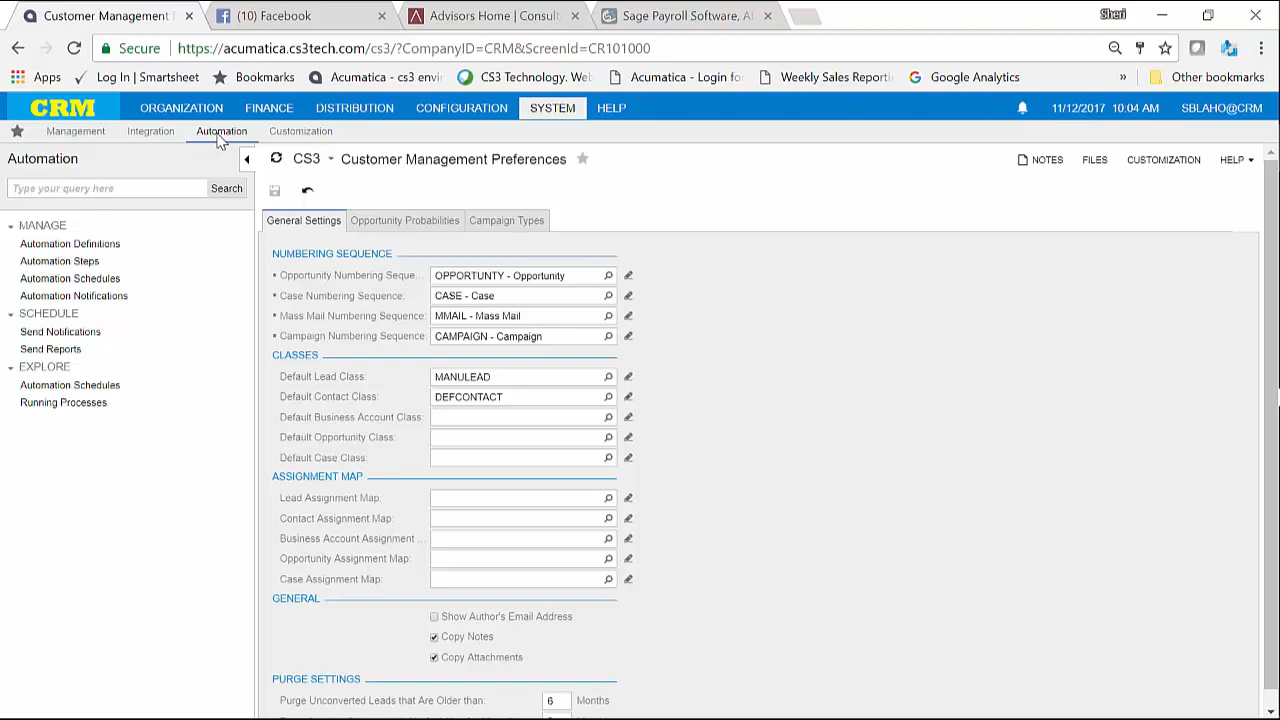 Customer Management
(10) Facebook
Advisors Home | Consult
Sage Payroll Software, A
Sheri
Secure
https://acumatica.cs3tech.com/cs3/?CompanyID=CRM&ScreenId=CR101000
Apps
Log In | Smartsheet
Bookmarks
Acumatica - cs3 envi
CS3 Technology. Web
Acumatica - Login fo
Weekly Sales Report
Google Analytics
»
Other bookmarks
CRM
ORGANIZATION
FINANCE
DISTRIBUTION
CONFIGURATION
SYSTEM
HELP
11/12/2017 10:04 AM
SBLAHO@CRM
Management
Integration
Automation
Customization
Automation
CS3
Customer Management Preferences
NOTES
FILES
CUSTOMIZATION
HELP
Type your query here
Search
General Settings
Opportunity Probabilities
Campaign Types
MANAGE
Automation Definitions
Automation Steps
Automation Schedules
Automation Notifications
SCHEDULE
Send Notifications
Send Reports
EXPLORE
Automation Schedules
Running Processes
NUMBERING SEQUENCE
* Opportunity Numbering Seque... OPPORTUNTY - Opportunity
* Case Numbering Sequence: CASE - Case
* Mass Mail Numbering Sequence: MMAIL - Mass Mail
* Campaign Numbering Sequence: CAMPAIGN - Campaign
CLASSES
Default Lead Class: MANULEAD
Default Contact Class: DEFCONTACT
Default Business Account Class:
Default Opportunity Class:
Default Case Class:
ASSIGNMENT MAP
Lead Assignment Map:
Contact Assignment Map:
Business Account Assignment ...
Opportunity Assignment Map:
Case Assignment Map:
GENERAL
Show Author's Email Address
Copy Notes
Copy Attachments
PURGE SETTINGS
Purge Unconverted Leads that Are Older than: 6 Months